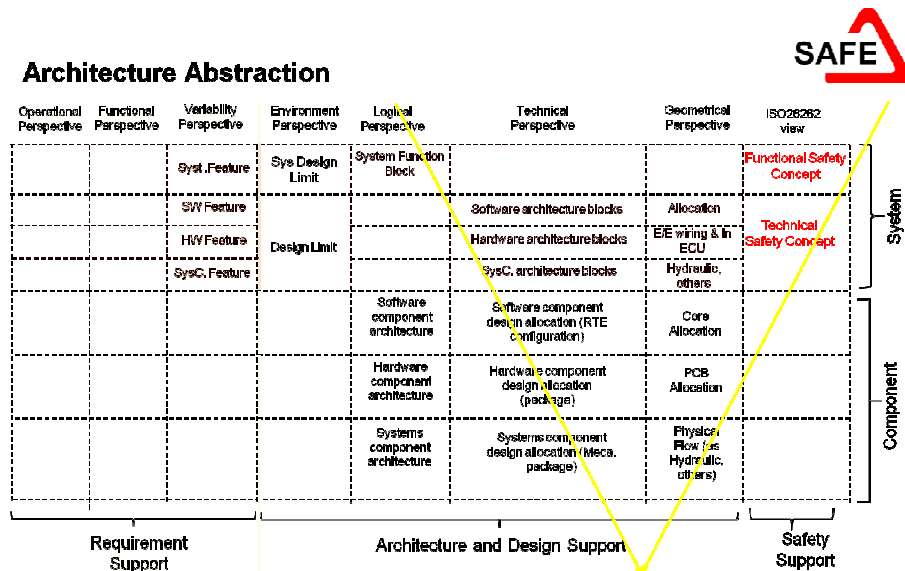 SAFE
Architecture Abstraction
Operational Perspective
Functional Perspective
Variability Perspective
Environment Perspective
Logical Perspective
Technical Perspective
Geometrical Perspective
ISO26262 view
Syst.Feature
Sys Design Limit
System Function Block
Functional Safety Concept
SW Feature
Software architecture blocks
Allocation
HW Feature
Design Limit
Hardware architecture blocks
E/E wiring & In ECU
Technical Safety Concept
SysC. Feature
SysC. architecture blocks
Hydraulic, others
System
Software component architecture
Software component design allocation (RTE configuration)
Core Allocation
Hardware component architecture
Hardware component design allocation (package)
PCB Allocation
Component
Systems component architecture
Systems component design allocation (Meca. package)
Physical Flow (as Hydraulic, others)
Requirement Support
Architecture and Design Support
Safety Support